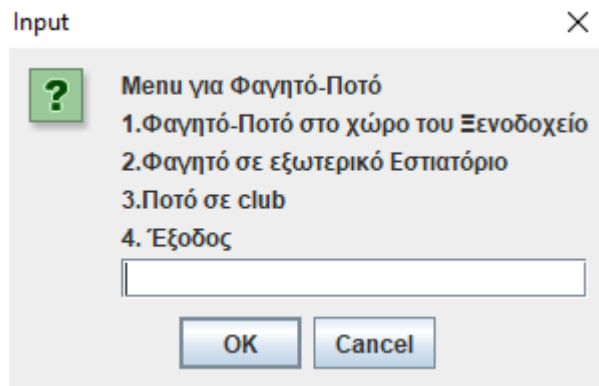 Input
Menu για Φαγητό-Ποτό
1.Φαγητό-Ποτό στο χώρο του Ξενοδοχείο
2.Φαγητό σε εξωτερικό Εστιατόριο
3.Ποτό σε club
4. Έξοδος
OK Cancel